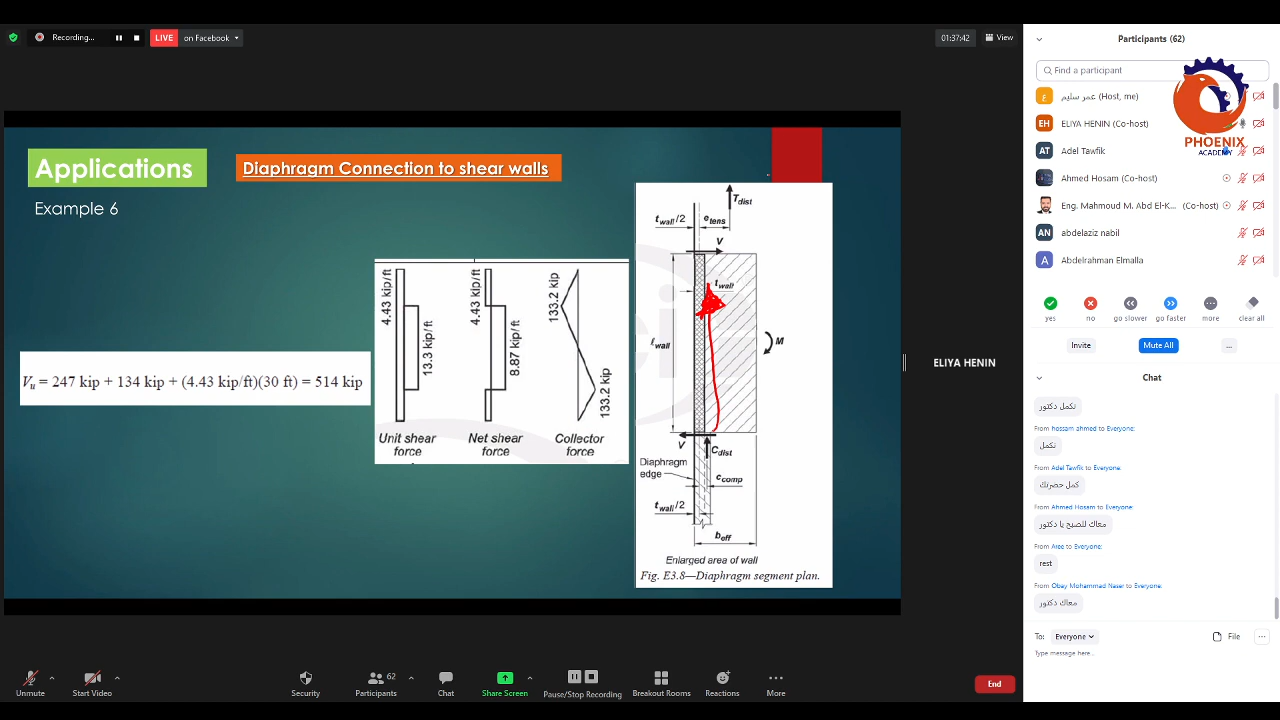 Recording...
LIVE on Facebook
01:37:42
View
Applications
Diaphragm Connection to shear walls
Example 6
Vu = 247 kip + 134 kip + (4.43 kip/ft)(30 ft) = 514 kip
4.43 kip/ft
13.3 kip/ft
4.43 kip/ft
8.87 kip/ft
133.2 kip
133.2 kip
Unit shear force
Net shear force
Collector force
Tdist
twall/2
etens
V
twall
ℓwall
M
V
Cdist
Diaphragm edge
ccomp
twall/2
beff
Enlarged area of wall
Fig. E3.8—Diaphragm segment plan.
ELIYA HENIN
Participants (62)
Find a participant
عمر سليم (Host, me)
EH ELIYA HENIN (Co-host)
AT Adel Tawfik
Ahmed Hosam (Co-host)
Eng. Mahmoud M. Abd El-K... (Co-host)
AN abdelaziz nabil
A Abdelrahman Elmalla
PHOENIX
ACADEMY
yes
no
go slower
go faster
more
clear all
Invite
Mute All
...
Chat
نكمل دكتور
From hossam ahmed to Everyone:
نكمل
From Adel Tawfik to Everyone:
كمل حضرتك
From Ahmed Hosam to Everyone:
معاك للصبح يا دكتور
From Aree to Everyone:
rest
From Obay Mohammad Naser to Everyone:
معاك دكتور
To: Everyone
File
Type message here...
Unmute
Start Video
Security
Participants
62
Chat
Share Screen
Pause/Stop Recording
Breakout Rooms
Reactions
More
End